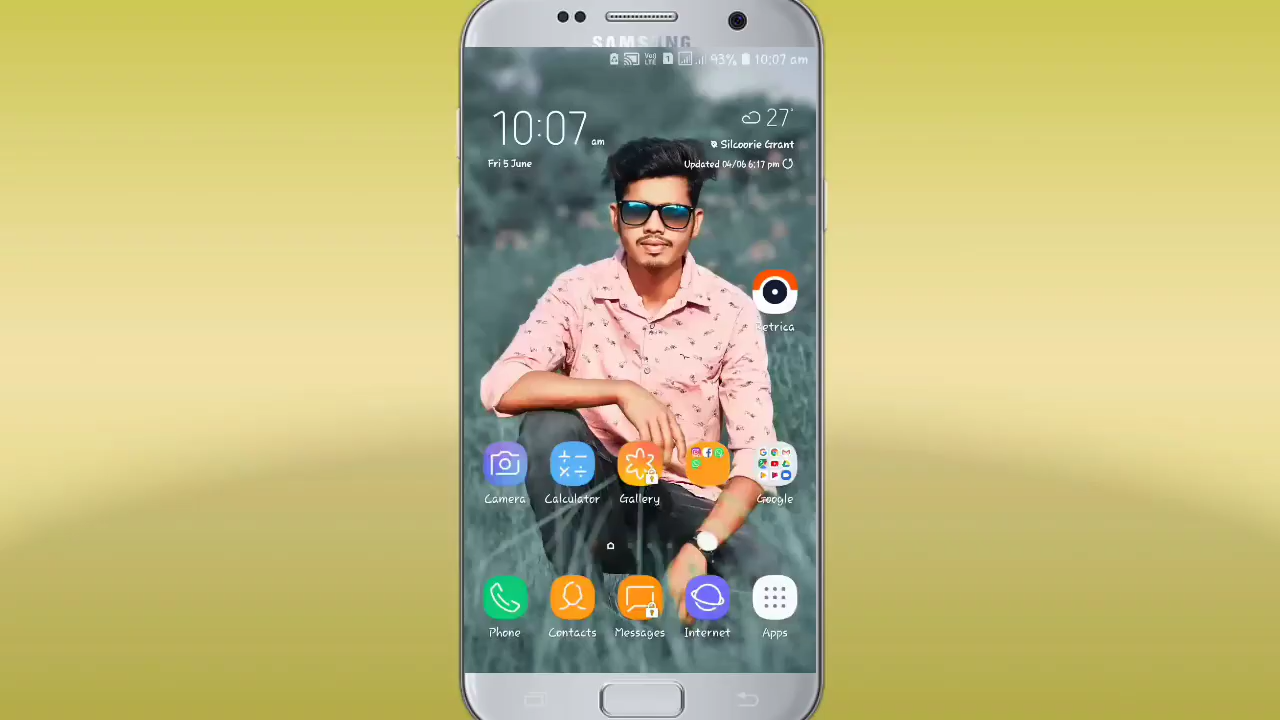 SAMSUNG
93% 10:07 am
10:07 am
27°
Fri 5 June
Silcoorie Grant
Updated 04/06 6:17 pm
Retrica
Camera Calculator Gallery Google
Phone Contacts Messages Internet Apps